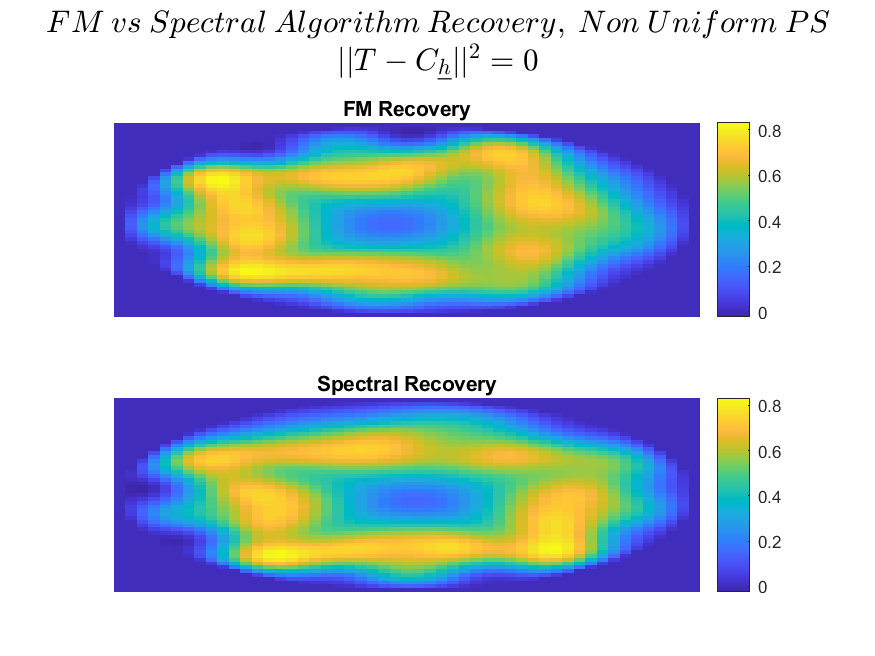 FM vs Spectral Algorithm Recovery, Non Uniform PS
||T − C_h||² = 0
FM Recovery
0.8
0.6
0.4
0.2
0
Spectral Recovery
0.8
0.6
0.4
0.2
0